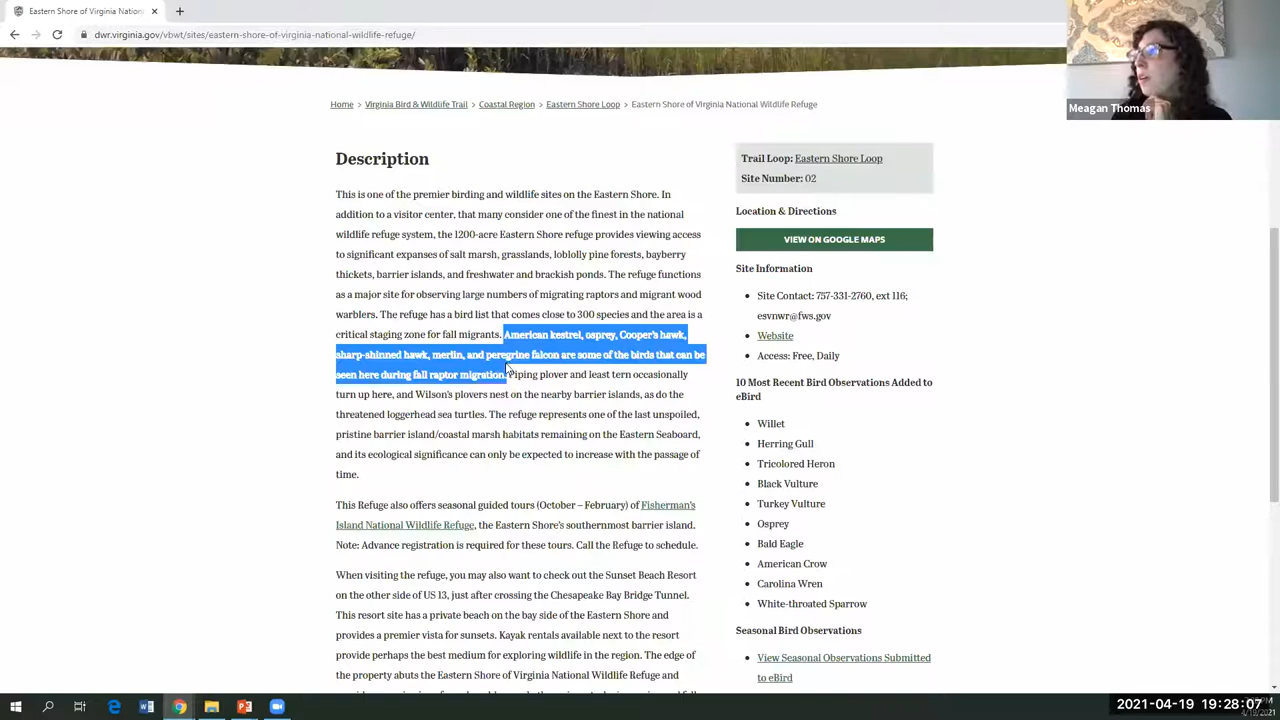 Eastern Shore of Virginia Nation
dwr.virginia.gov/vbwt/sites/eastern-shore-of-virginia-national-wildlife-refuge/
Meagan Thomas
Home > Virginia Bird & Wildlife Trail > Coastal Region > Eastern Shore Loop > Eastern Shore of Virginia National Wildlife Refuge
Description
This is one of the premier birding and wildlife sites on the Eastern Shore. In
addition to a visitor center, that many consider one of the finest in the national
wildlife refuge system, the 1200-acre Eastern Shore refuge provides viewing access
to significant expanses of salt marsh, grasslands, loblolly pine forests, bayberry
thickets, barrier islands, and freshwater and brackish ponds. The refuge functions
as a major site for observing large numbers of migrating raptors and migrant wood
warblers. The refuge has a bird list that comes close to 300 species and the area is a
critical staging zone for fall migrants. American kestrel, osprey, Cooper's hawk,
sharp-shinned hawk, merlin, and peregrine falcon are some of the birds that can be
seen here during fall raptor migration. Piping plover and least tern occasionally
turn up here, and Wilson's plovers nest on the nearby barrier islands, as do the
threatened loggerhead sea turtles. The refuge represents one of the last unspoiled,
pristine barrier island/coastal marsh habitats remaining on the Eastern Seaboard,
and its ecological significance can only be expected to increase with the passage of
time.
This Refuge also offers seasonal guided tours (October – February) of Fisherman's
Island National Wildlife Refuge, the Eastern Shore's southernmost barrier island.
Note: Advance registration is required for these tours. Call the Refuge to schedule.
When visiting the refuge, you may also want to check out the Sunset Beach Resort
on the other side of US 13, just after crossing the Chesapeake Bay Bridge Tunnel.
This resort site has a private beach on the bay side of the Eastern Shore and
provides a premier vista for sunsets. Kayak rentals available next to the resort
provide perhaps the best medium for exploring wildlife in the region. The edge of
the property abuts the Eastern Shore of Virginia National Wildlife Refuge and
Trail Loop: Eastern Shore Loop
Site Number: 02
Location & Directions
VIEW ON GOOGLE MAPS
Site Information
Site Contact: 757-331-2760, ext 116;
esvnwr@fws.gov
Website
Access: Free, Daily
10 Most Recent Bird Observations Added to
eBird
Willet
Herring Gull
Tricolored Heron
Black Vulture
Turkey Vulture
Osprey
Bald Eagle
American Crow
Carolina Wren
White-throated Sparrow
Seasonal Bird Observations
View Seasonal Observations Submitted
to eBird
2021-04-19 19:28:07